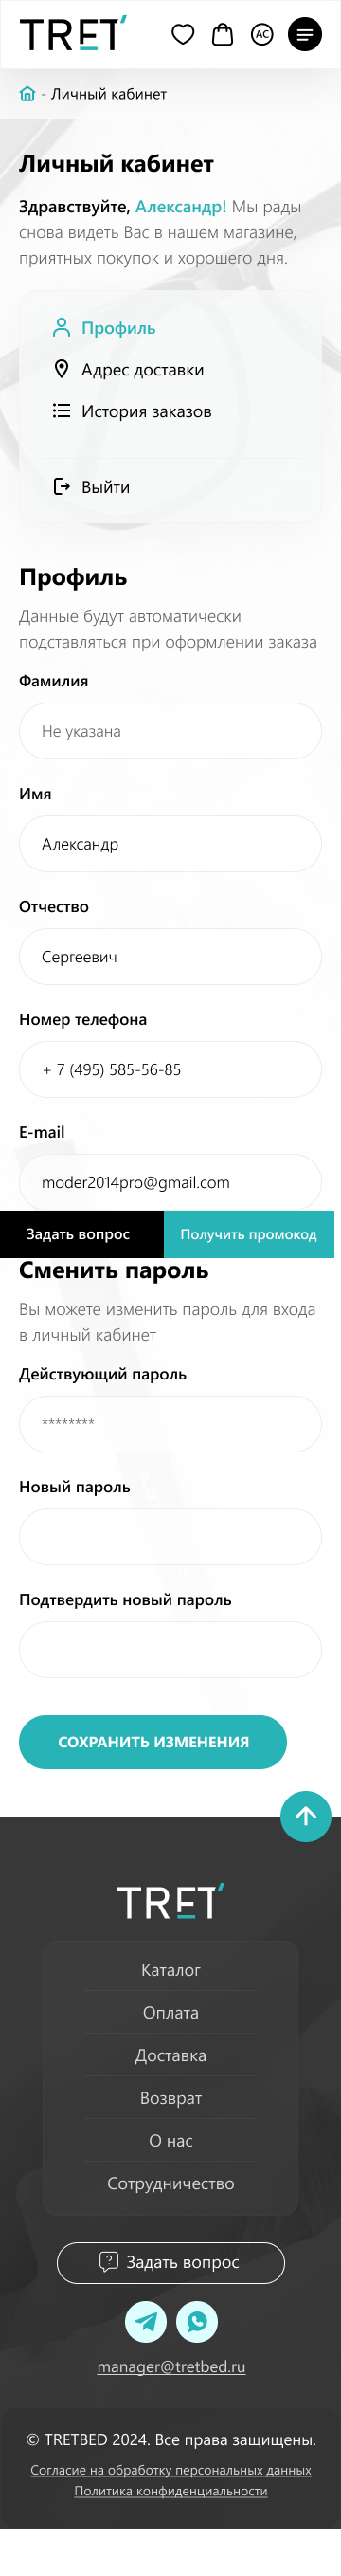 TRET'
AC
- Личный кабинет
Личный кабинет
Здравствуйте, Александр! Мы рады
снова видеть Вас в нашем магазине,
приятных покупок и хорошего дня.
Профиль
Адрес доставки
История заказов
Выйти
Профиль
Данные будут автоматически
подставляться при оформлении заказа
Фамилия
Не указана
Имя
Александр
Отчество
Сергеевич
Номер телефона
+ 7 (495) 585-56-85
E-mail
moder2014pro@gmail.com
Задать вопрос
Получить промокод
Сменить пароль
Вы можете изменить пароль для входа
в личный кабинет
Действующий пароль
********
Новый пароль
Подтвердить новый пароль
СОХРАНИТЬ ИЗМЕНЕНИЯ
TRET'
Каталог
Оплата
Доставка
Возврат
О нас
Сотрудничество
Задать вопрос
manager@tretbed.ru
© TRETBED 2024. Все права защищены.
Согласие на обработку персональных данных
Политика конфиденциальности